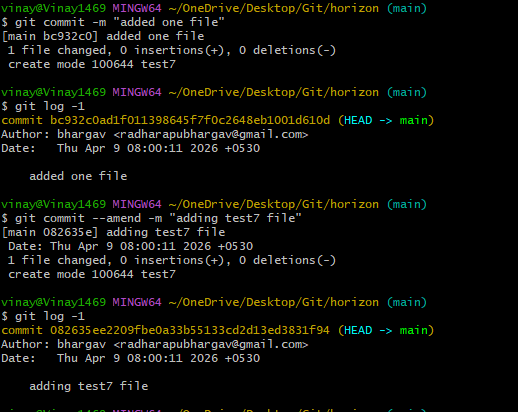 vinay@Vinay1469 MINGW64 ~/OneDrive/Desktop/Git/horizon (main)
$ git commit -m "added one file"
[main bc932c0] added one file
 1 file changed, 0 insertions(+), 0 deletions(-)
 create mode 100644 test7

vinay@Vinay1469 MINGW64 ~/OneDrive/Desktop/Git/horizon (main)
$ git log -1
commit bc932c0ad1f011398645f7f0c2648eb1001d610d (HEAD -> main)
Author: bhargav <radharapubhargav@gmail.com>
Date:   Thu Apr 9 08:00:11 2026 +0530

    added one file

vinay@Vinay1469 MINGW64 ~/OneDrive/Desktop/Git/horizon (main)
$ git commit --amend -m "adding test7 file"
[main 082635e] adding test7 file
 Date: Thu Apr 9 08:00:11 2026 +0530
 1 file changed, 0 insertions(+), 0 deletions(-)
 create mode 100644 test7

vinay@Vinay1469 MINGW64 ~/OneDrive/Desktop/Git/horizon (main)
$ git log -1
commit 082635ee2209fbe0a33b55133cd2d13ed3831f94 (HEAD -> main)
Author: bhargav <radharapubhargav@gmail.com>
Date:   Thu Apr 9 08:00:11 2026 +0530

    adding test7 file

vinay@Vinay1469 MINGW64 ~/OneDrive/Desktop/Git/horizon (main)